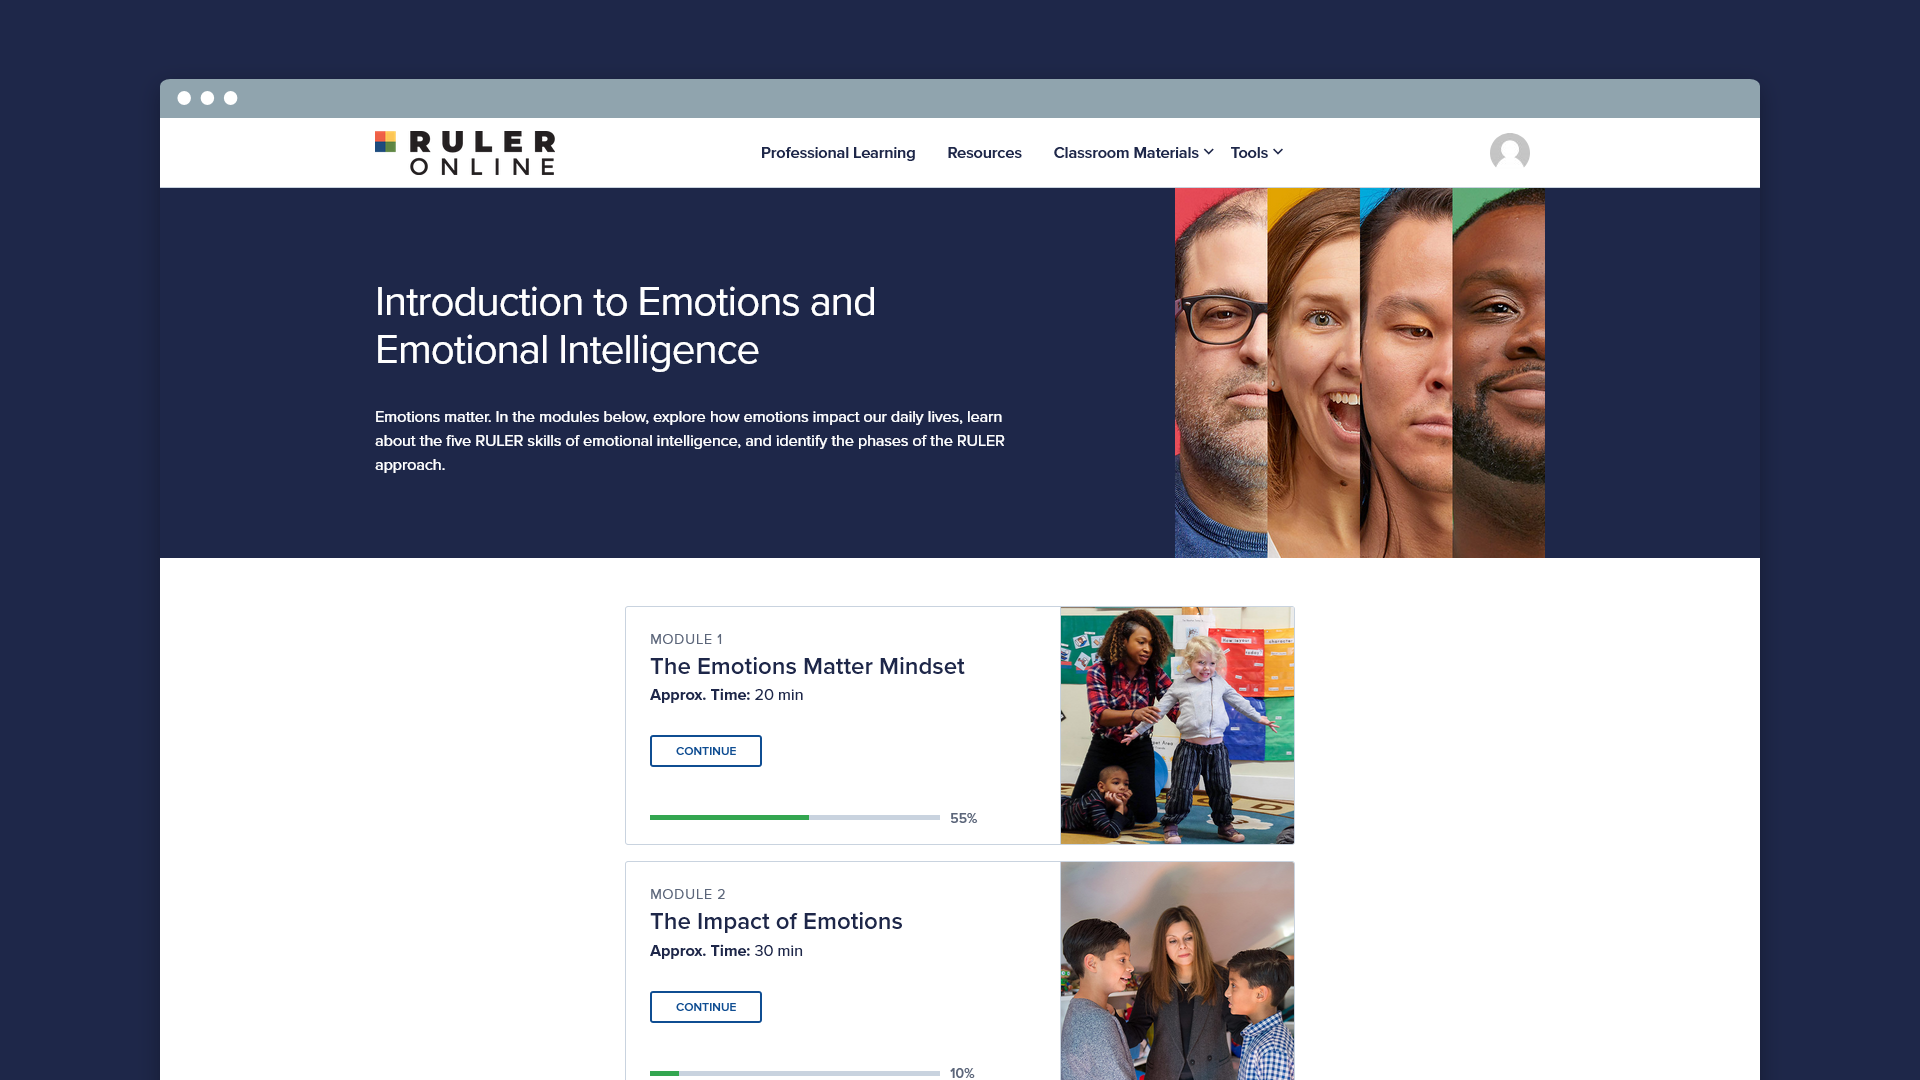 RULER
ONLINE
Professional Learning
Resources
Classroom Materials
Tools
Introduction to Emotions and
Emotional Intelligence
Emotions matter. In the modules below, explore how emotions impact our daily lives, learn
about the five RULER skills of emotional intelligence, and identify the phases of the RULER
approach.
MODULE 1
The Emotions Matter Mindset
Approx. Time: 20 min
CONTINUE
55%
MODULE 2
The Impact of Emotions
Approx. Time: 30 min
CONTINUE
10%